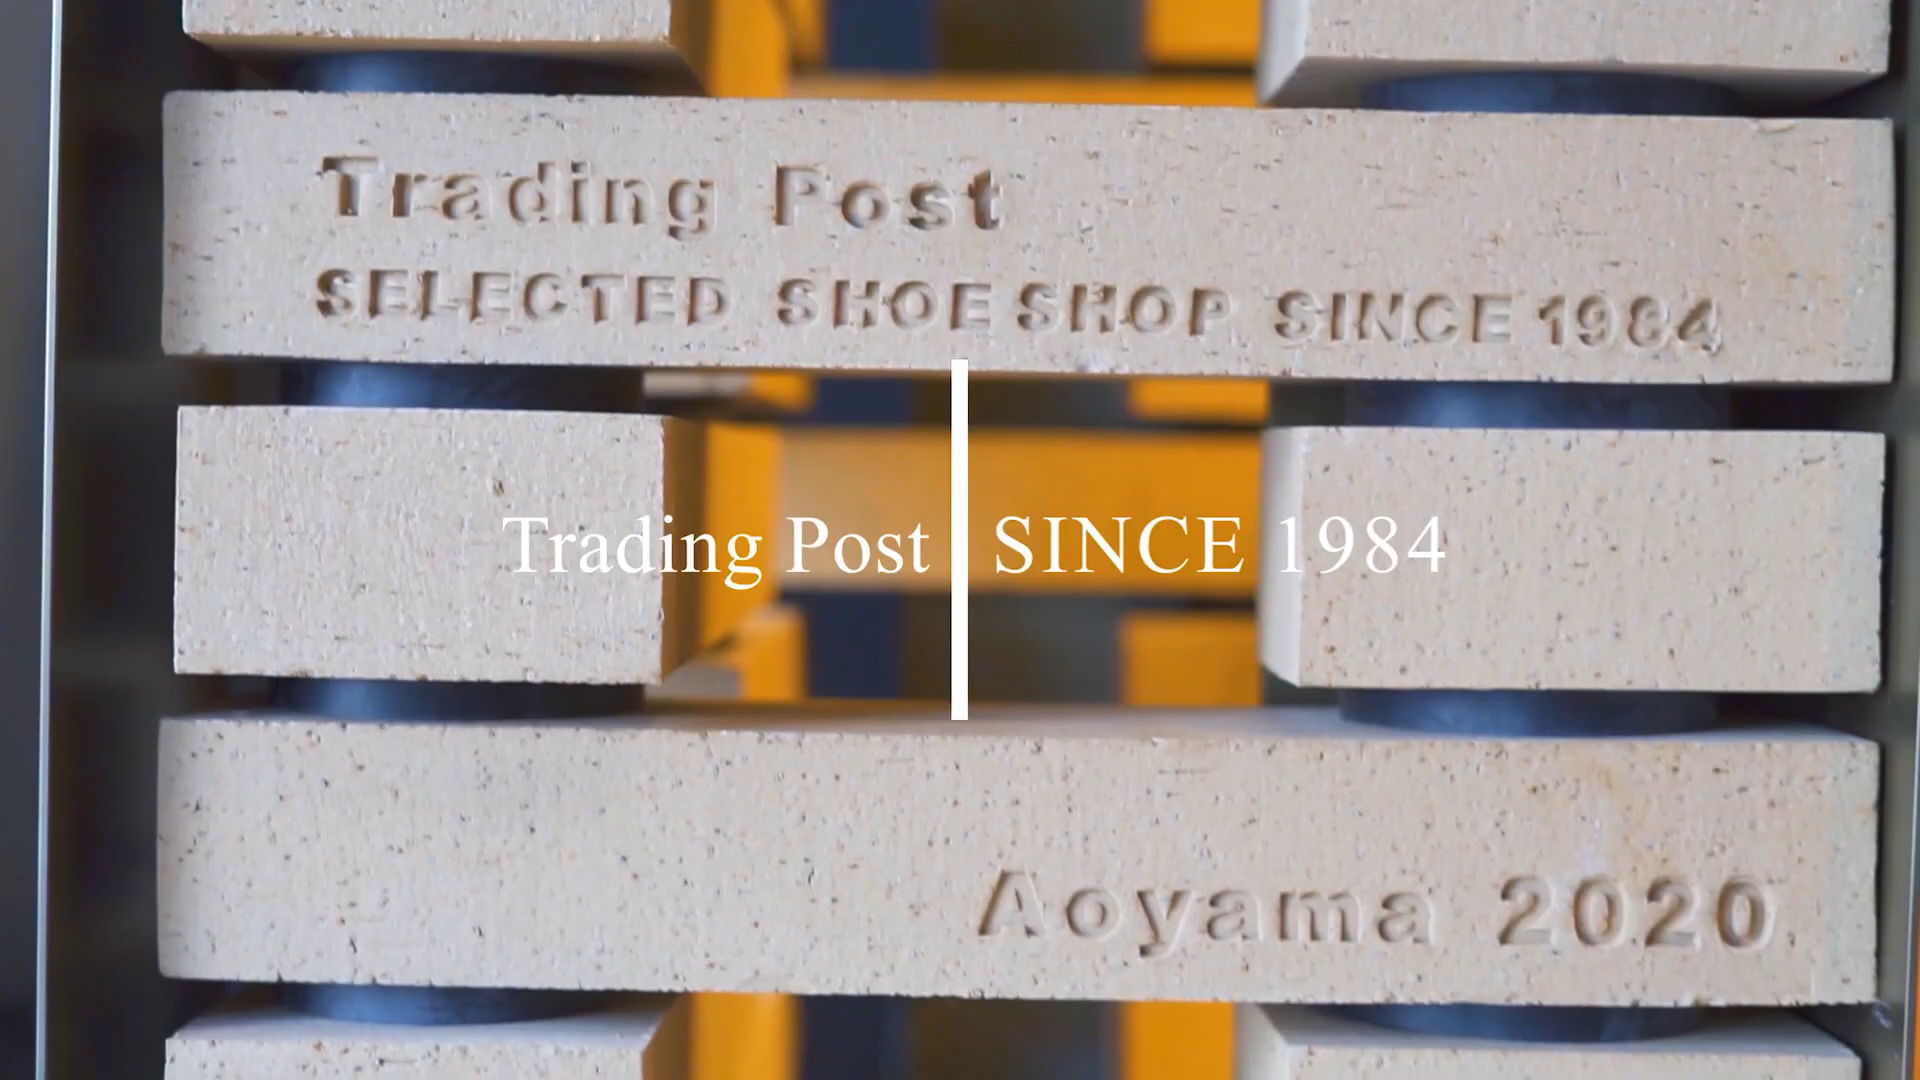 Trading Post
SELECTED SHOE SHOP SINCE 1984
Trading Post SINCE 1984
Aoyama 2020